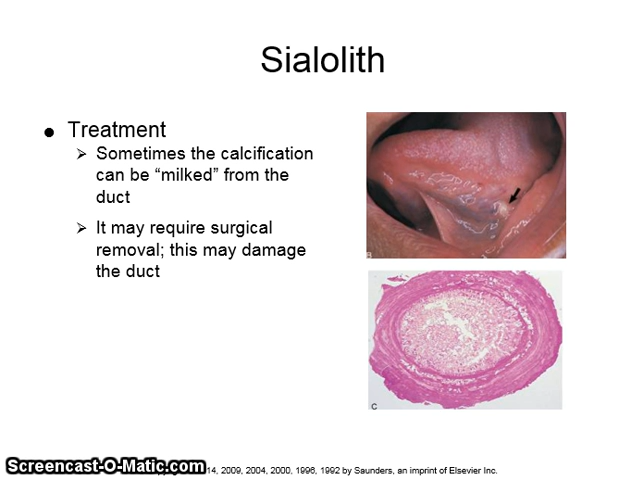 Sialolith
● Treatment
➢ Sometimes the calcification
can be “milked” from the
duct
➢ It may require surgical
removal; this may damage
the duct
B
C
Screencast-O-Matic.com
14, 2009, 2004, 2000, 1996, 1992 by Saunders, an imprint of Elsevier Inc.